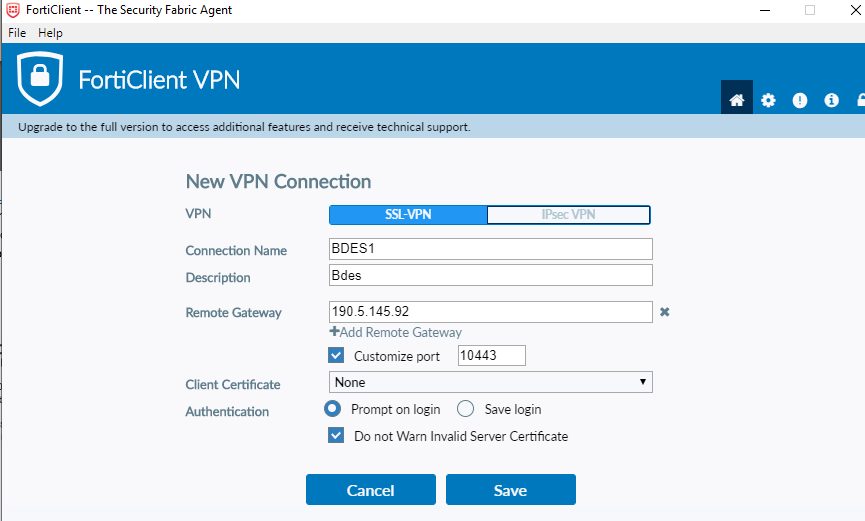 FortiClient -- The Security Fabric Agent
File Help
FortiClient VPN
Upgrade to the full version to access additional features and receive technical support.
New VPN Connection
VPN SSL-VPN IPsec VPN
Connection Name BDES1
Description Bdes
Remote Gateway 190.5.145.92
+Add Remote Gateway
Customize port 10443
Client Certificate None
Authentication Prompt on login Save login
Do not Warn Invalid Server Certificate
Cancel Save